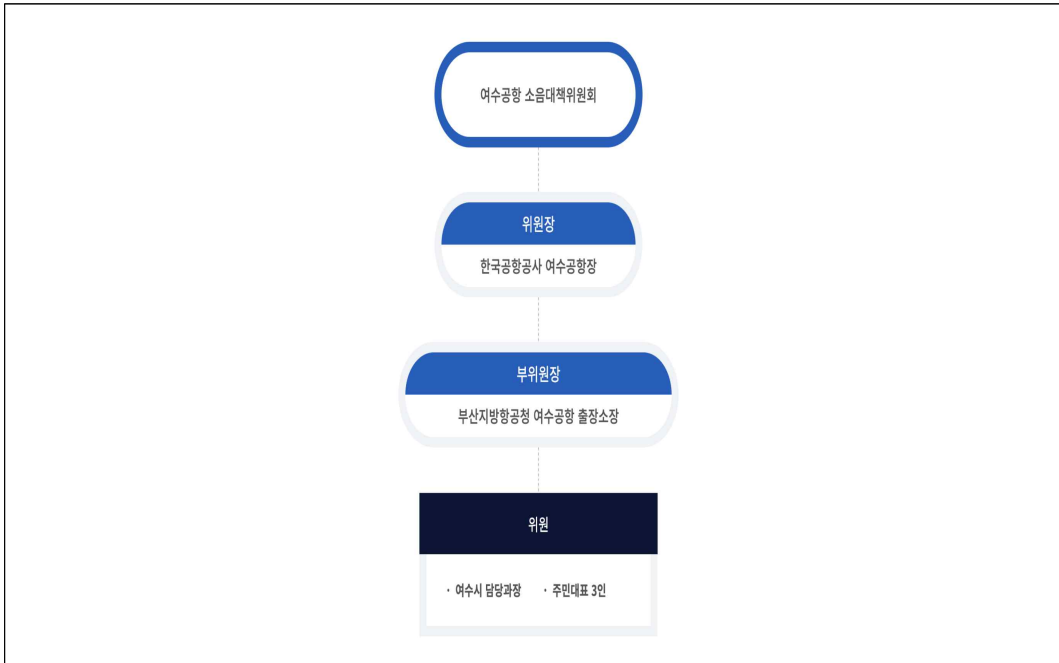 여수공항 소음대책위원회
위원장
한국공항공사 여수공항장
부위원장
부산지방항공청 여수공항 출장소장
위원
· 여수시 담당과장 · 주민대표 3인